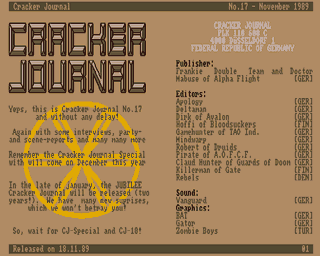 Cracker Journal
No.17 - November 1989
CRACKER JOURNAL
Yeps, this is Cracker Journal No.17
and without any delay!
Again with some interviews, party-
and scene-reports and many many more
Remember the Cracker Journal Special
with will come on December this year
In the late of january, the JUBILEE
Cracker Journal will be released (two
years!). We have many new suprises,
which we won't betray you!
So, wait for CJ-Special and CJ-18!
CRACKER JOURNAL
PLK 110 600 C
4000 DUSSELDORF 1
FEDERAL REPUBLIC OF GERMANY
Publisher:
Frankie Double Team and Doctor
Mabuse of Alpha Flight (GER)
Editors:
Apology (GER)
Deltaman (GER)
Dirk of Avalon (GER)
Hoffi of Bloodsuckers (FIN)
Gamehunter of TAO Ind. (GER)
Hindward (GER)
Robert of Druids (GER)
Pirate of A.O.F.C.F. (GER)
Claud Hunter of Guards of Doom (GER)
Killerman of Gate (FIN)
Rebels (DEN)
Sound:
Vanguard (GER)
Graphics:
BAT (GER)
Gator (GER)
Zombie Boys (TUR)
Released on 18.11.89
01